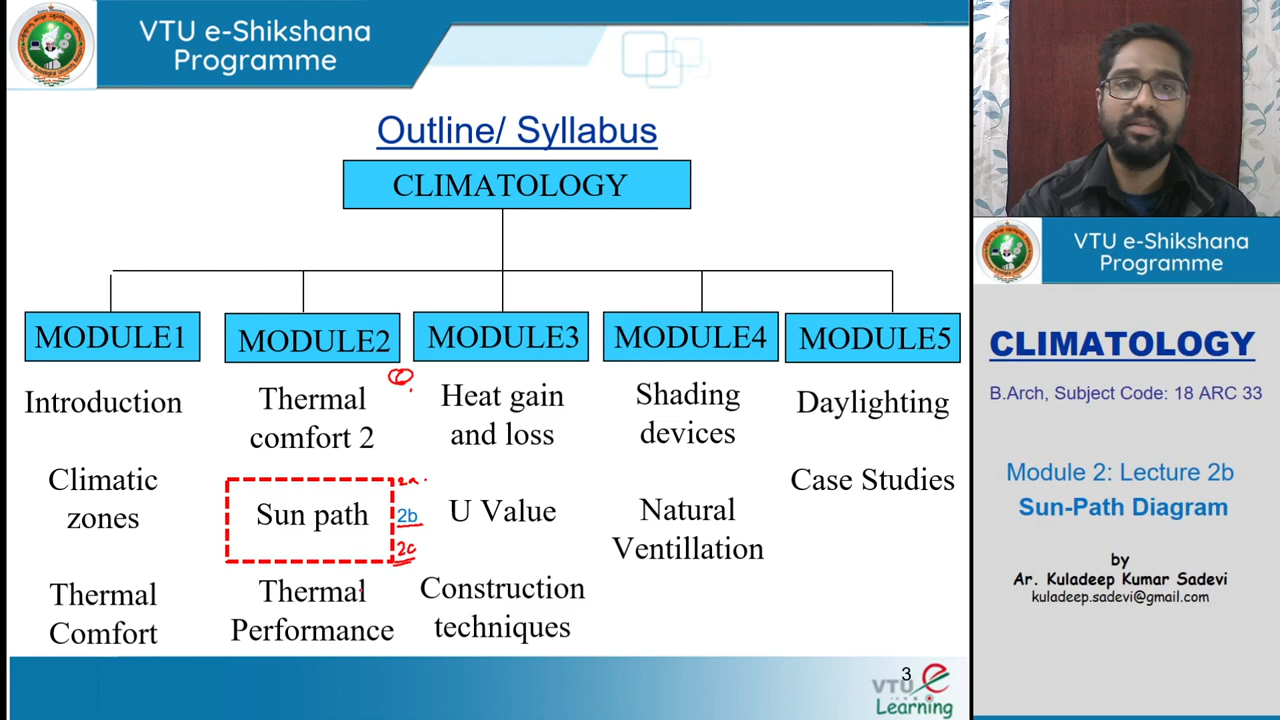 VTU e-Shikshana
Programme
Outline/ Syllabus
CLIMATOLOGY
MODULE1
MODULE2
MODULE3
MODULE4
MODULE5
Introduction
Climatic
zones
Thermal
Comfort
Thermal
comfort 2
Sun path
2a
2b
2c
Thermal
Performance
Heat gain
and loss
U Value
Construction
techniques
Shading
devices
Natural
Ventillation
Daylighting
Case Studies
3
VTU e
Learning
VTU e-Shikshana
Programme
CLIMATOLOGY
B.Arch, Subject Code: 18 ARC 33
Module 2: Lecture 2b
Sun-Path Diagram
by
Ar. Kuladeep Kumar Sadevi
kuladeep.sadevi@gmail.com